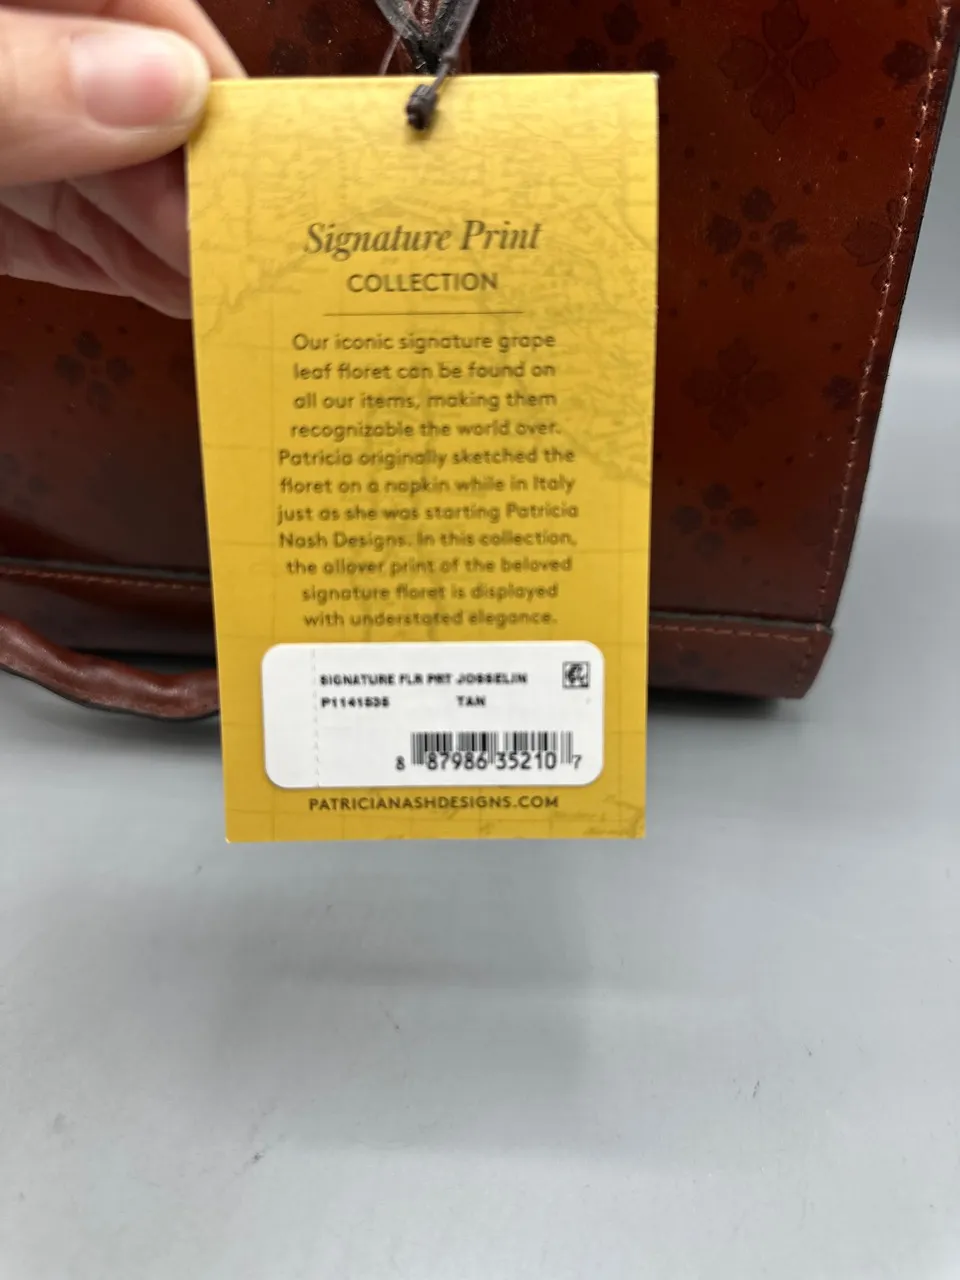 Signature Print
COLLECTION
Our iconic signature grape
leaf floret can be found on
all our items, making them
recognizable the world over.
Patricia originally sketched the
floret on a napkin while in Italy
just as she was starting Patricia
Nash Designs. In this collection,
the allover print of the beloved
signature floret is displayed
with understated elegance.
SIGNATURE FLR PRT JOSSELIN
P1141535 TAN
8 87986 35210 7
PATRICIANASHDESIGNS.COM